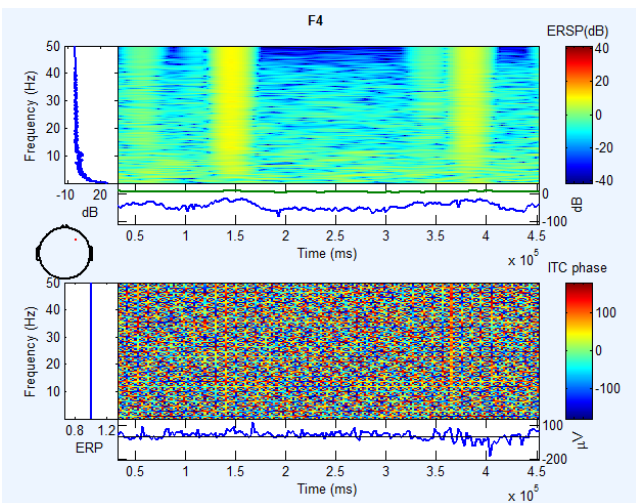 F4
ERSP(dB)
50
40
30
20
10
Frequency (Hz)
40
20
0
-20
-40
-10 20
dB
0
-100
dB
0.5 1 1.5 2 2.5 3 3.5 4 4.5
Time (ms)
x 10^5
ITC phase
50
40
30
20
10
Frequency (Hz)
100
0
-100
0.8 1.2
ERP
100
-200
μV
0.5 1 1.5 2 2.5 3 3.5 4 4.5
Time (ms)
x 10^5